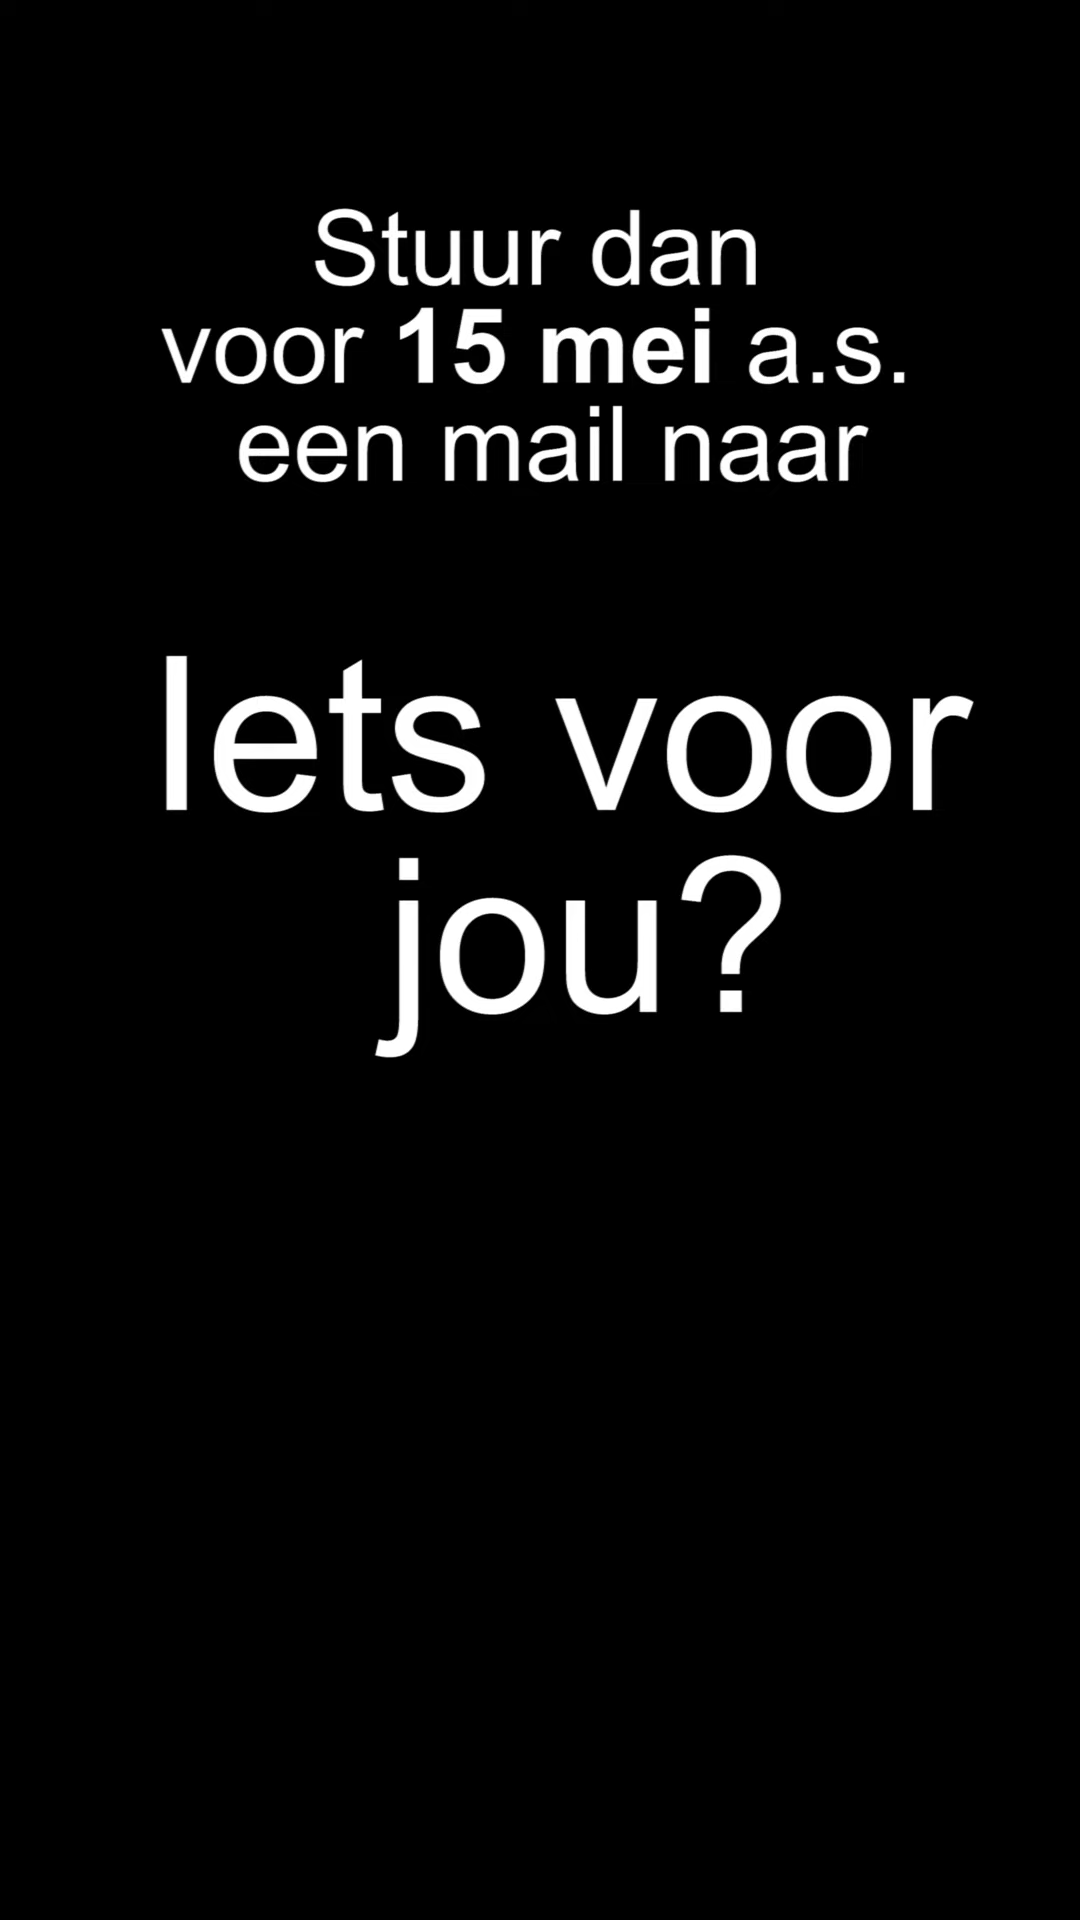 Stuur dan
voor 15 mei a.s.
een mail naar
Iets voor
jou?